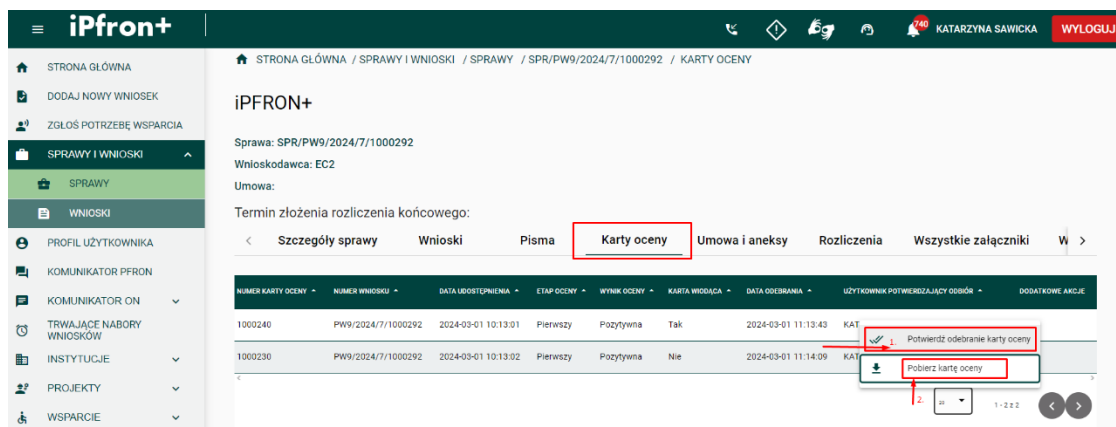 iPfron+
740
KATARZYNA SAWICKA
WYLOGUJ
STRONA GŁÓWNA
DODAJ NOWY WNIOSEK
ZGŁOŚ POTRZEBĘ WSPARCIA
SPRAWY I WNIOSKI
SPRAWY
WNIOSKI
PROFIL UŻYTKOWNIKA
KOMUNIKATOR PFRON
KOMUNIKATOR ON
TRWAJĄCE NABORY
WNIOSKÓW
INSTYTUCJE
PROJEKTY
WSPARCIE
STRONA GŁÓWNA / SPRAWY I WNIOSKI / SPRAWY / SPR/PW9/2024/7/1000292 / KARTY OCENY
iPFRON+
Sprawa: SPR/PW9/2024/7/1000292
Wnioskodawca: EC2
Umowa:
Termin złożenia rozliczenia końcowego:
< Szczegóły sprawy Wnioski Pisma Karty oceny Umowa i aneksy Rozliczenia Wszystkie załączniki W >
NUMER KARTY OCENY NUMER WNIOSKU DATA UDOSTĘPNIENIA ETAP OCENY WYNIK OCENY KARTA WIODĄCA DATA ODEBRANIA UŻYTKOWNIK POTWIERDZAJĄCY ODBIÓR DODATKOWE AKCJE
1000240 PW9/2024/7/1000292 2024-03-01 10:13:01 Pierwszy Pozytywna Tak 2024-03-01 11:13:43 KAT
1. Potwierdź odebranie karty oceny
1000230 PW9/2024/7/1000292 2024-03-01 10:13:02 Pierwszy Pozytywna Nie 2024-03-01 11:14:09 KAT
Pobierz kartę oceny
2. 20 1 - 2 z 2